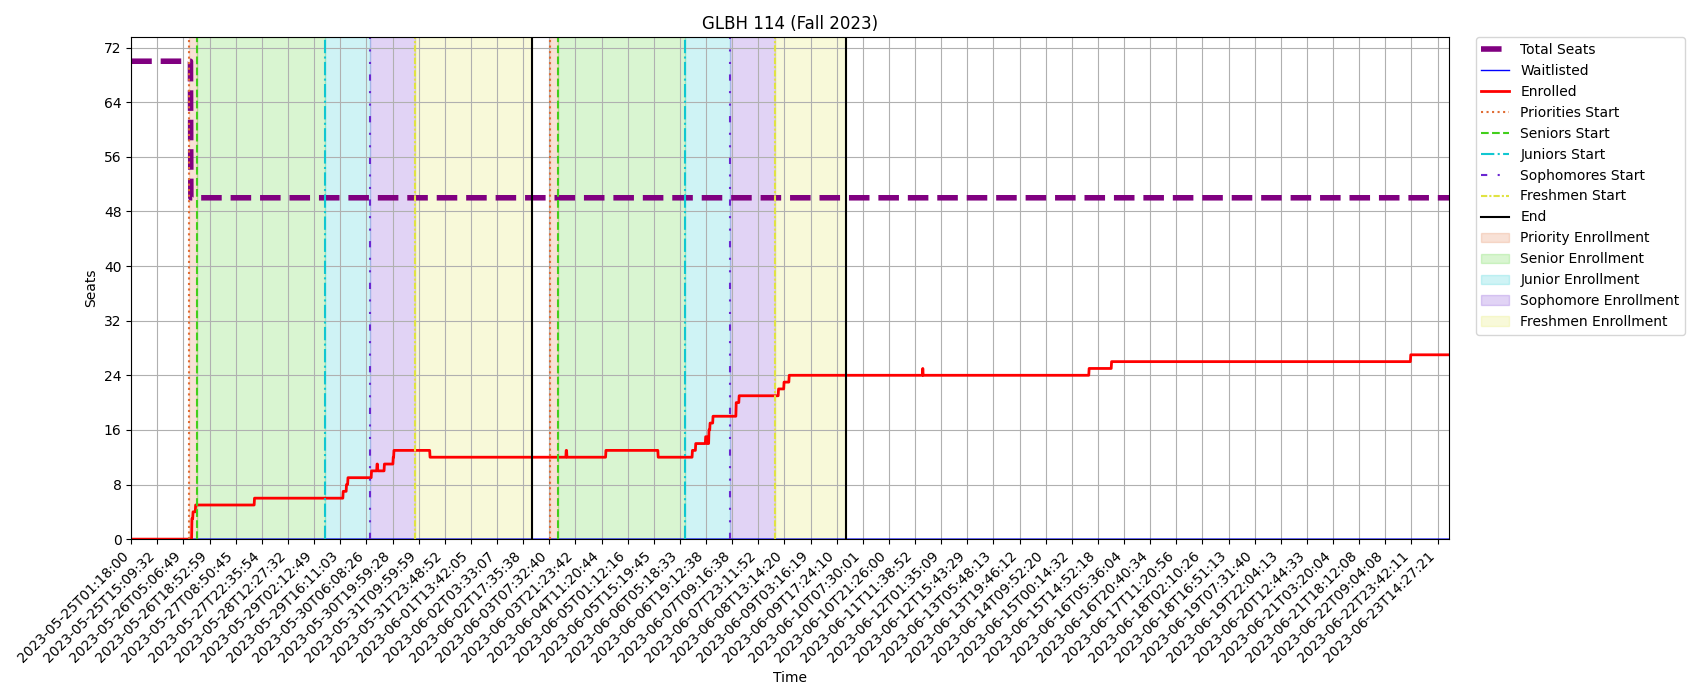 GLBH 114 (Fall 2023)
Seats
72
64
56
48
40
32
24
16
8
0
2023-05-25T01:18:00
2023-05-25T15:09:32
2023-05-26T05:06:49
2023-05-26T18:52:59
2023-05-27T08:50:45
2023-05-27T22:35:54
2023-05-28T12:27:32
2023-05-29T02:12:49
2023-05-29T16:11:03
2023-05-30T06:08:26
2023-05-30T19:59:28
2023-05-31T09:59:59
2023-05-31T23:48:52
2023-06-01T13:42:05
2023-06-02T03:33:07
2023-06-02T17:35:38
2023-06-03T07:32:40
2023-06-03T21:23:42
2023-06-04T11:20:44
2023-06-05T01:12:16
2023-06-05T15:19:45
2023-06-06T05:18:33
2023-06-06T19:12:38
2023-06-07T09:16:38
2023-06-07T23:11:52
2023-06-08T13:14:20
2023-06-09T03:16:19
2023-06-09T17:24:10
2023-06-10T07:30:01
2023-06-10T21:26:00
2023-06-11T11:38:52
2023-06-12T01:35:09
2023-06-12T15:43:29
2023-06-13T05:48:13
2023-06-13T19:46:12
2023-06-14T09:52:20
2023-06-15T00:14:32
2023-06-15T14:52:18
2023-06-16T05:36:04
2023-06-16T20:40:34
2023-06-17T11:20:56
2023-06-18T02:10:26
2023-06-18T16:51:13
2023-06-19T07:31:40
2023-06-19T22:04:13
2023-06-20T12:44:33
2023-06-21T03:20:04
2023-06-21T18:12:08
2023-06-22T09:04:08
2023-06-22T23:42:11
2023-06-23T14:27:21
Time
Total Seats
Waitlisted
Enrolled
Priorities Start
Seniors Start
Juniors Start
Sophomores Start
Freshmen Start
End
Priority Enrollment
Senior Enrollment
Junior Enrollment
Sophomore Enrollment
Freshmen Enrollment